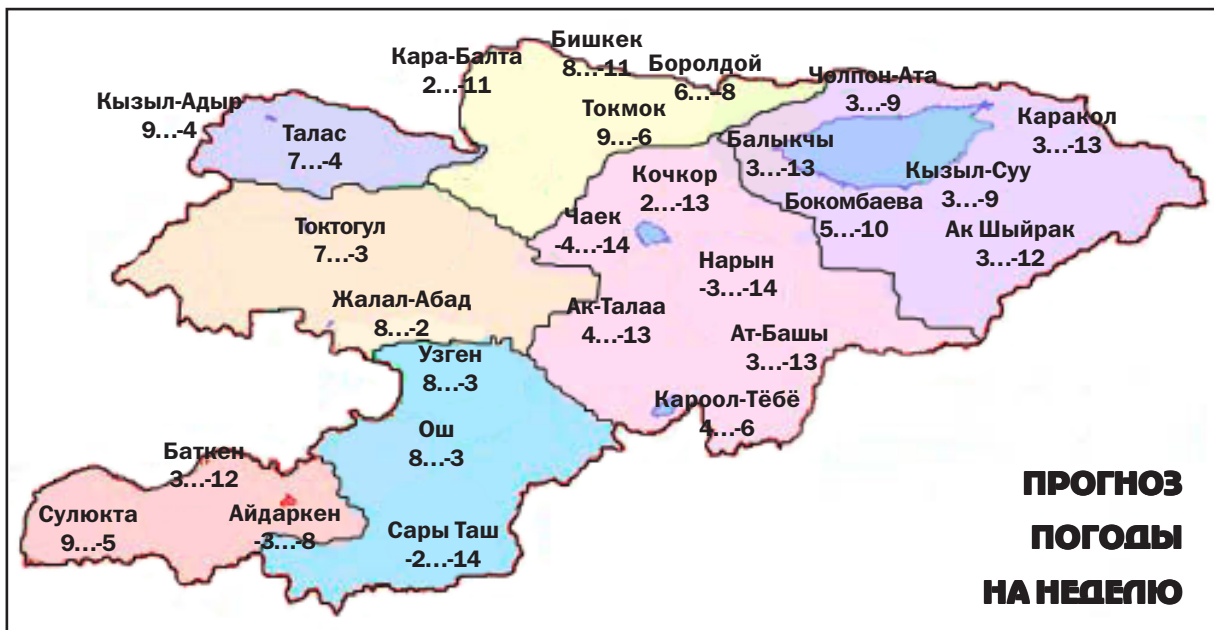 Бишкек
8...-11
Кара-Балта
2...-11
Боролдой
6...-8
Чолпон-Ата
3...-9
Кызыл-Адыр
9...-4
Токмок
9...-6
Каракол
3...-13
Талас
7...-4
Балыкчы
3...-13
Кочкор
2...-13
Кызыл-Суу
3...-9
Бокомбаева
5...-10
Чаек
-4...-14
Токтогул
7...-3
Ак Шыйрак
3...-12
Нарын
-3...-14
Жалал-Абад
8...-2
Ак-Талаа
4...-13
Ат-Башы
3...-13
Узген
8...-3
Кароол-Тёбё
4...-6
Ош
8...-3
Баткен
3...-12
Сулюкта
9...-5
Айдаркен
-3...-8
Сары Таш
-2...-14
ПРОГНОЗ
ПОГОДЫ
НА НЕДЕЛЮ